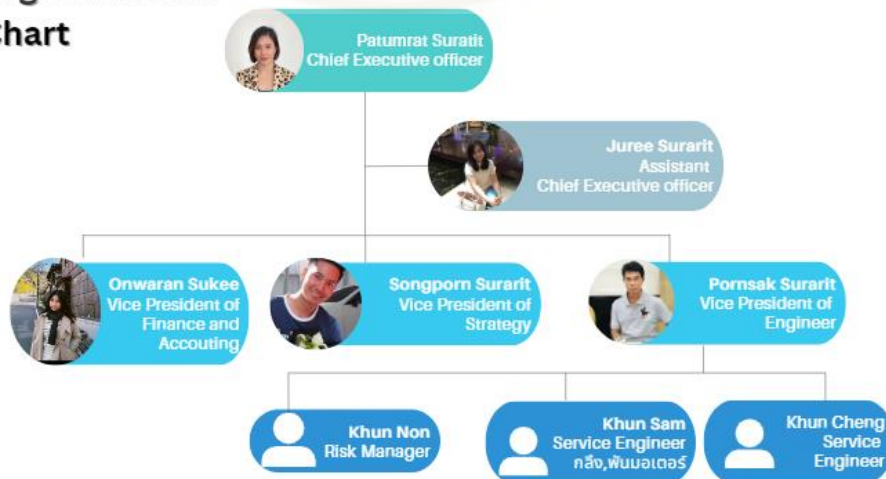 Chart
Patumrat Suratit
Chief Executive officer
Juree Surarit
Assistant
Chief Executive officer
Onwaran Sukee
Vice President of
Finance and
Accouting
Songporn Surarit
Vice President of
Strategy
Pornsak Surarit
Vice President of
Engineer
Khun Non
Risk Manager
Khun Sam
Service Engineer
กลึง,พันมอเตอร์
Khun Cheng
Service
Engineer